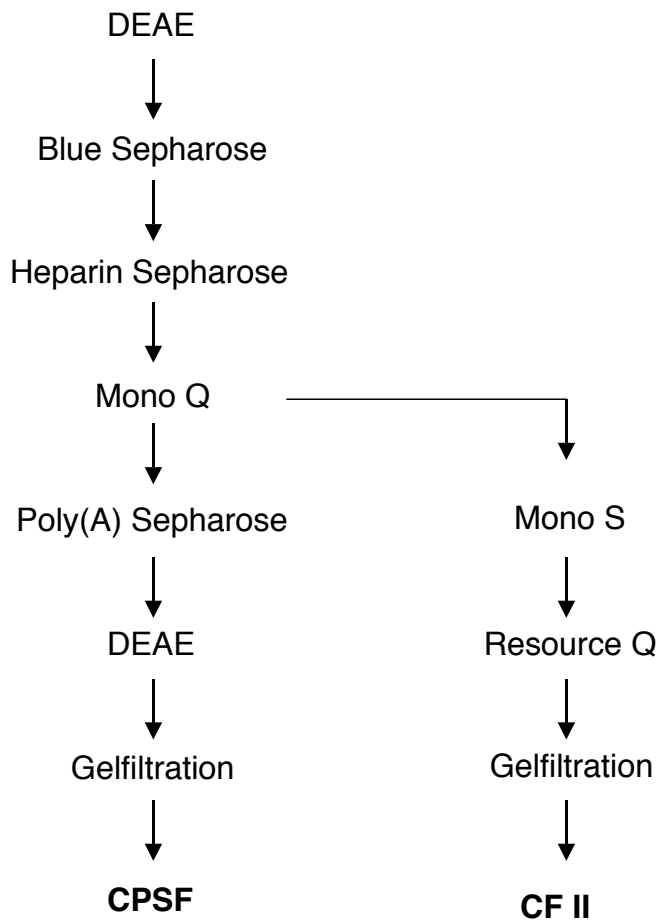 DEAE
Blue Sepharose
Heparin Sepharose
Mono Q
Poly(A) Sepharose
DEAE
Gelfiltration
CPSF
Mono S
Resource Q
Gelfiltration
CF II